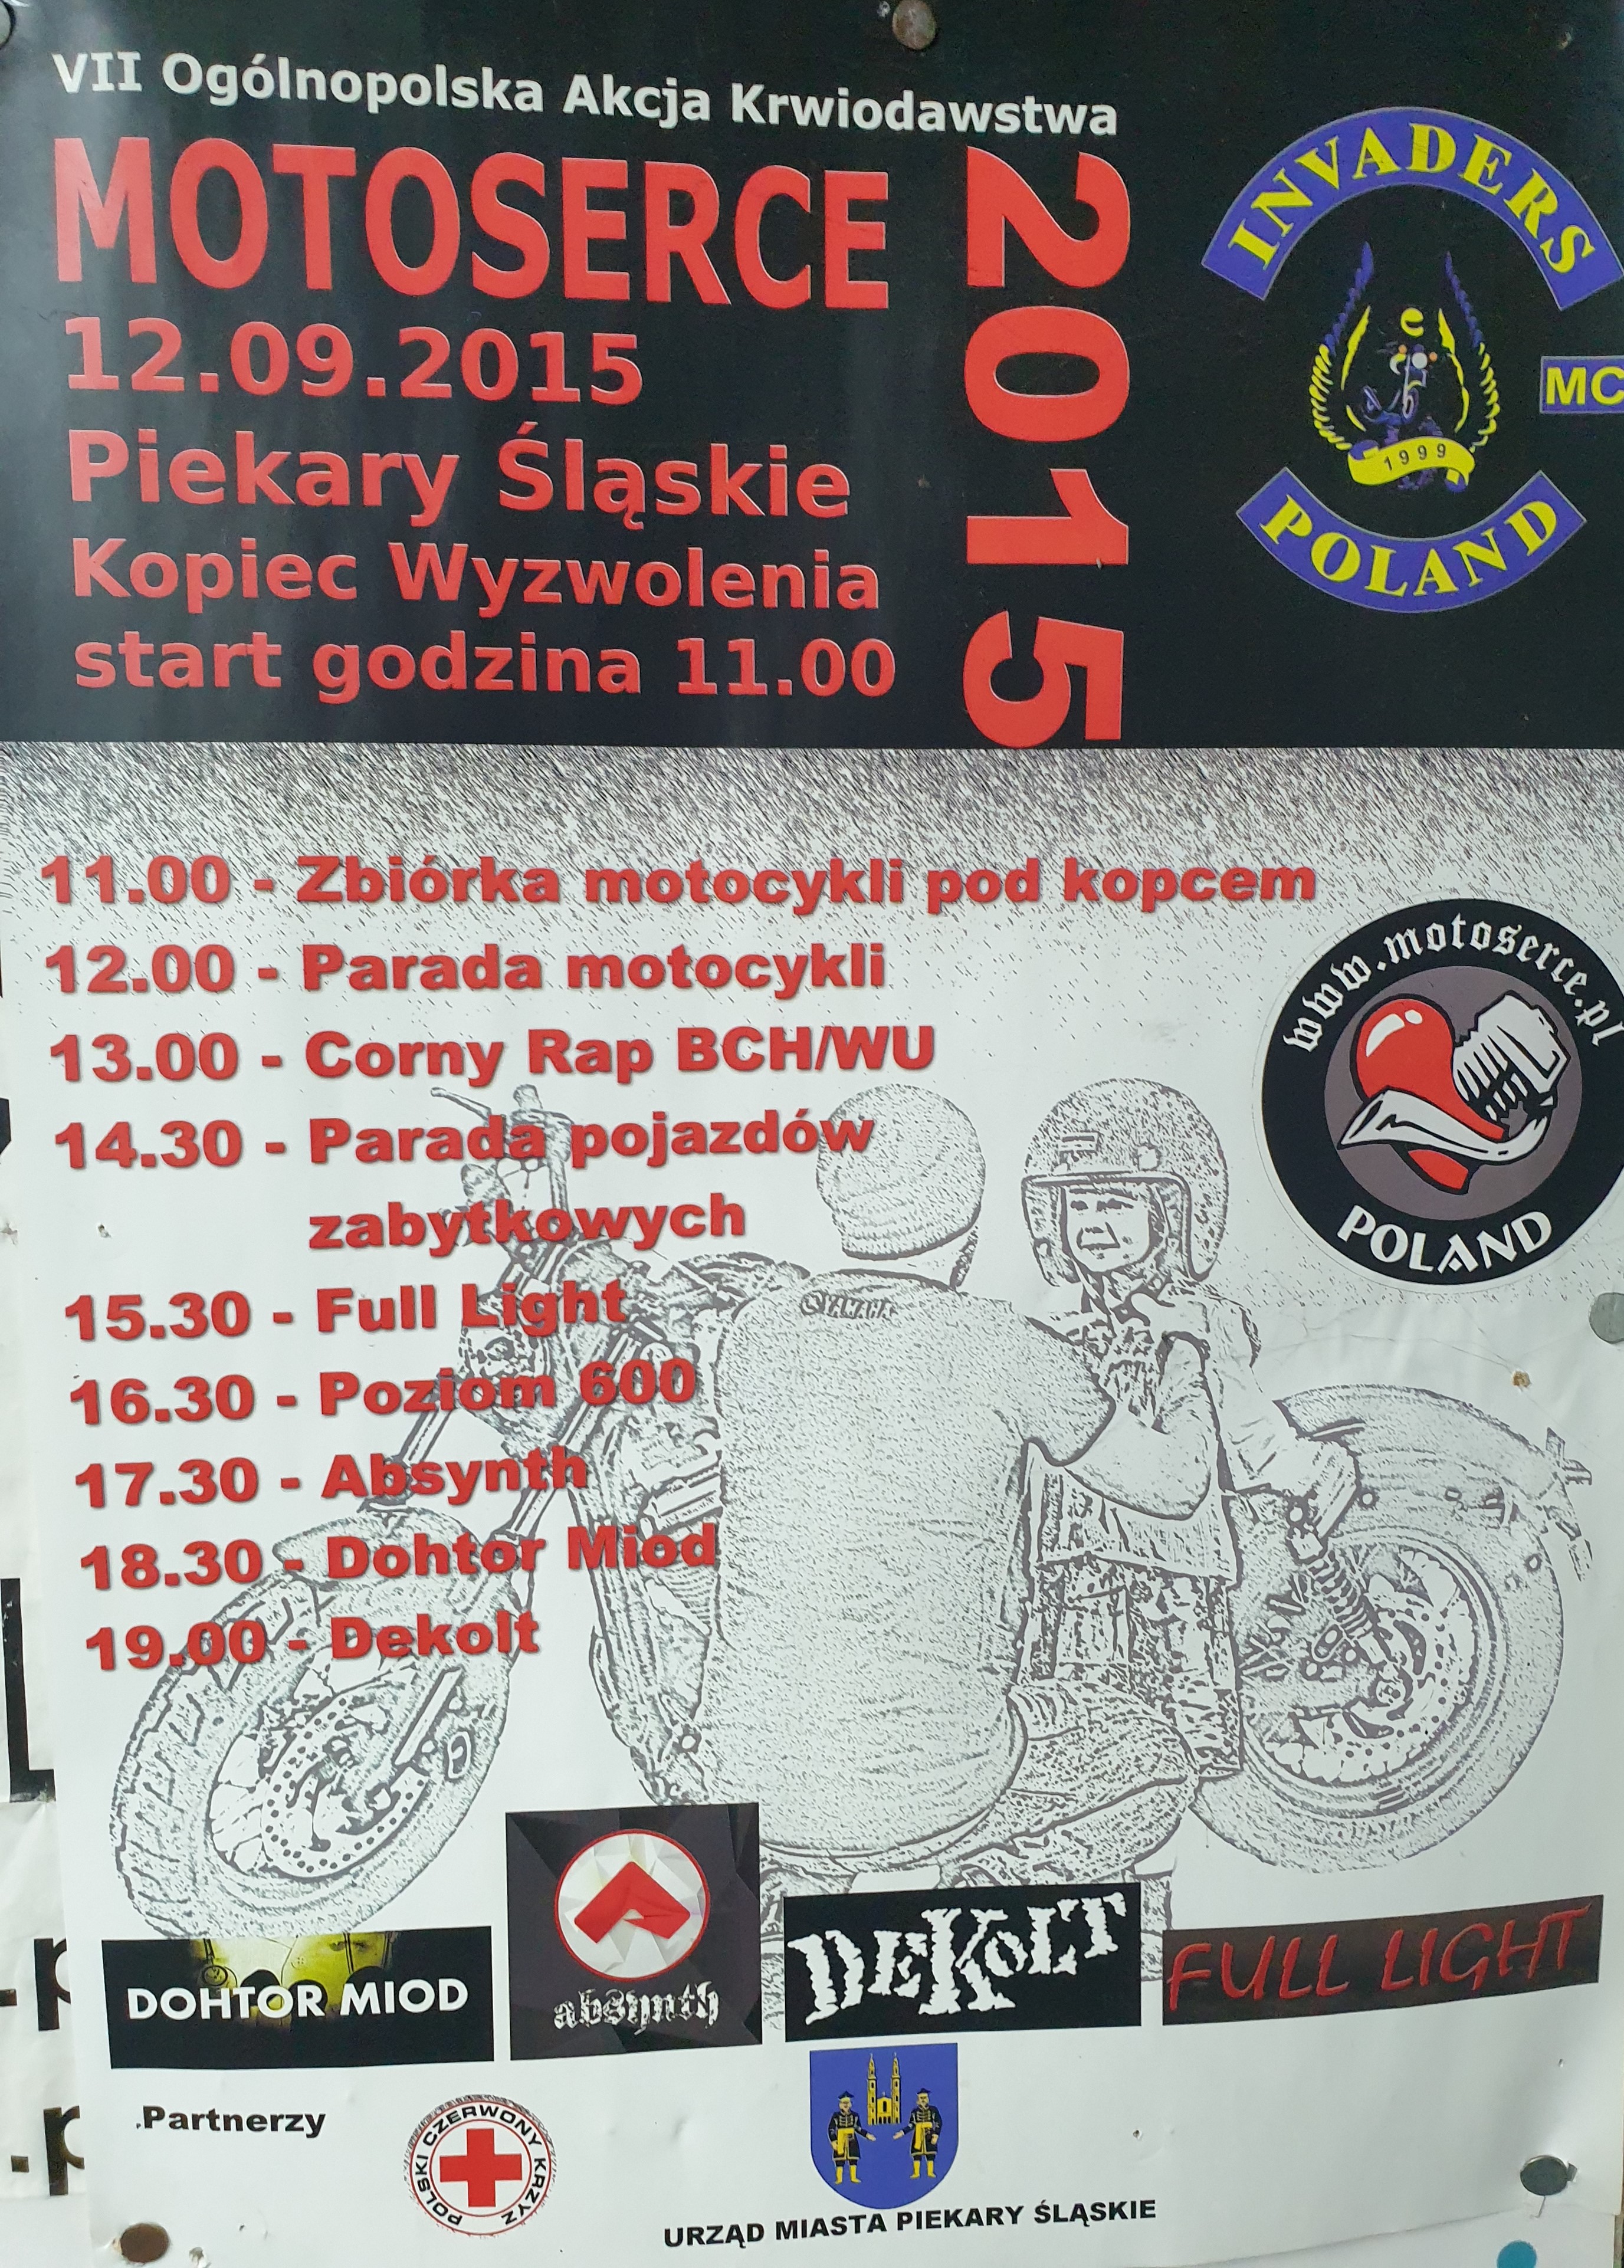 VII Ogólnopolska Akcja Krwiodawstwa
MOTOSERCE
2015
12.09.2015
Piekary Śląskie
Kopiec Wyzwolenia
start godzina 11.00
INVADERS
MC
1999
POLAND
11.00 - Zbiórka motocykli pod kopcem
12.00 - Parada motocykli
13.00 - Corny Rap BCH/WU
14.30 - Parada pojazdów
zabytkowych
15.30 - Full Light
16.30 - Poziom 600
17.30 - Absynth
18.30 - Dohtor Miod
19.00 - Dekolt
www.motoserce.pl
POLAND
YAMAHA
DOHTOR MIOD
absynth
DEKOLT
FULL LIGHT
.Partnerzy
POLSKI CZERWONY KRZYŻ
URZĄD MIASTA PIEKARY ŚLĄSKIE